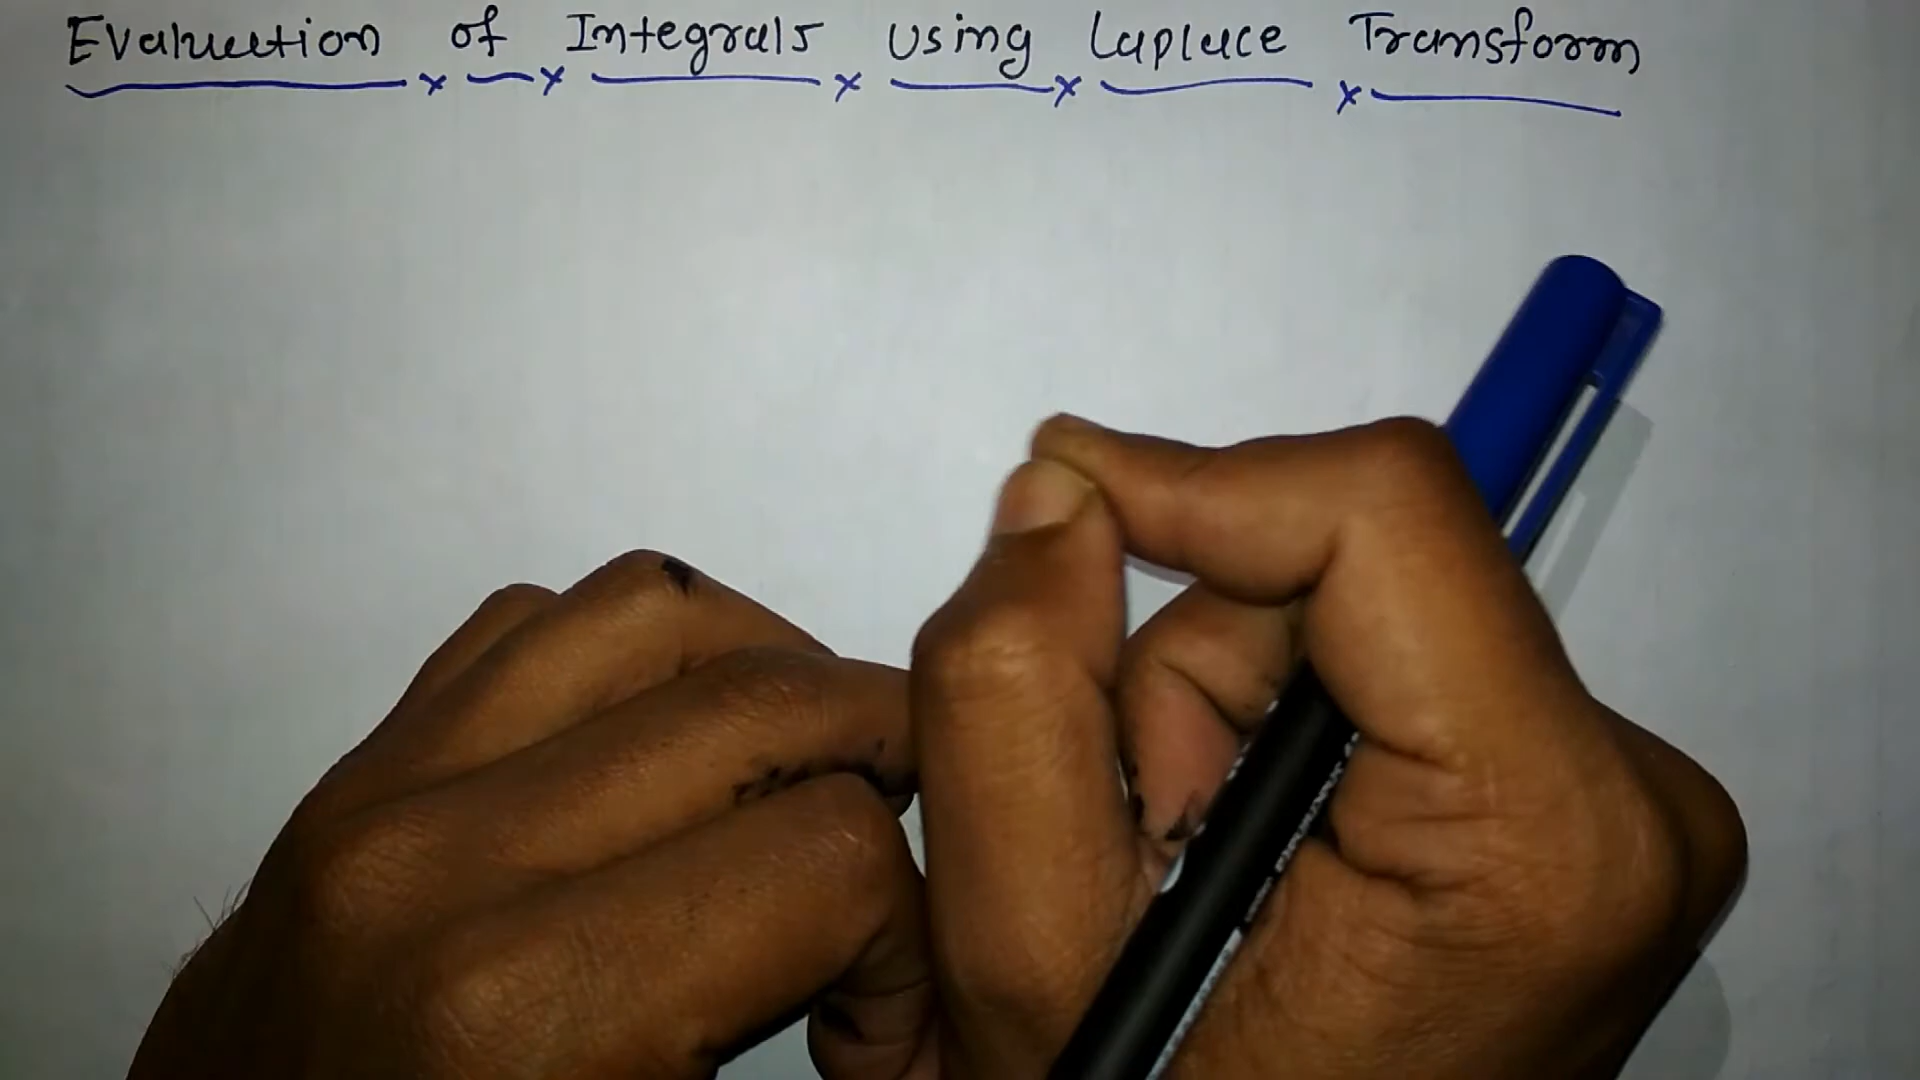 Evaluation of Integrals using Laplace Transform